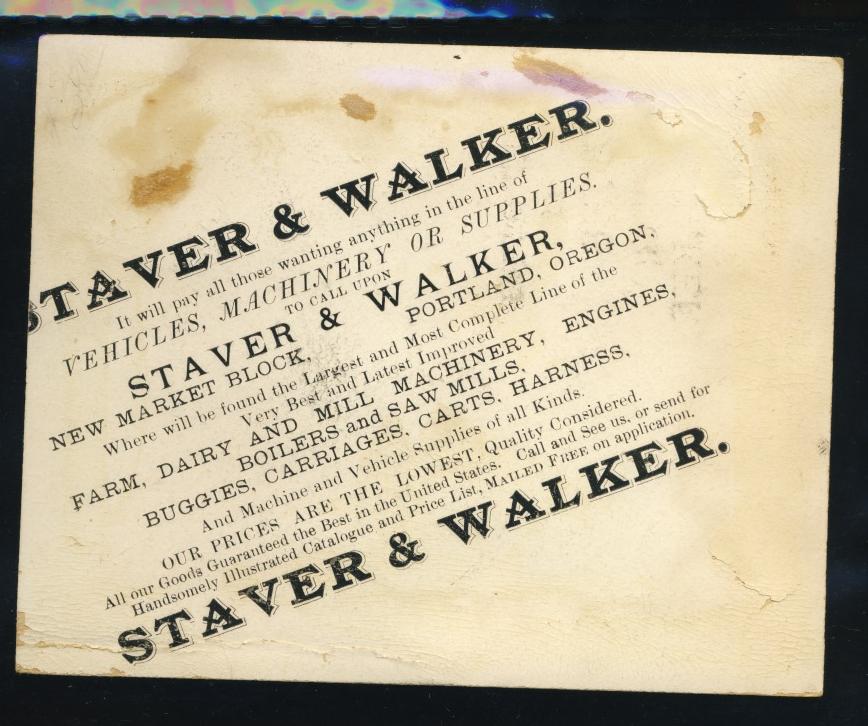 STAVER & WALKER.
It will pay all those wanting anything in the line of
VEHICLES, MACHINERY OR SUPPLIES.
TO CALL UPON
STAVER & WALKER,
NEW MARKET BLOCK, PORTLAND, OREGON,
Where will be found the Largest and Most Complete Line of the
Very Best and Latest Improved
FARM, DAIRY AND MILL MACHINERY, ENGINES,
BOILERS and SAW MILLS,
BUGGIES, CARRIAGES, CARTS, HARNESS,
And Machine and Vehicle Supplies of all Kinds.
OUR PRICES ARE THE LOWEST, Quality Considered.
All our Goods Guaranteed the Best in the United States. Call and See us, or send for
Handsomely Illustrated Catalogue and Price List, MAILED FREE on application.
STAVER & WALKER.